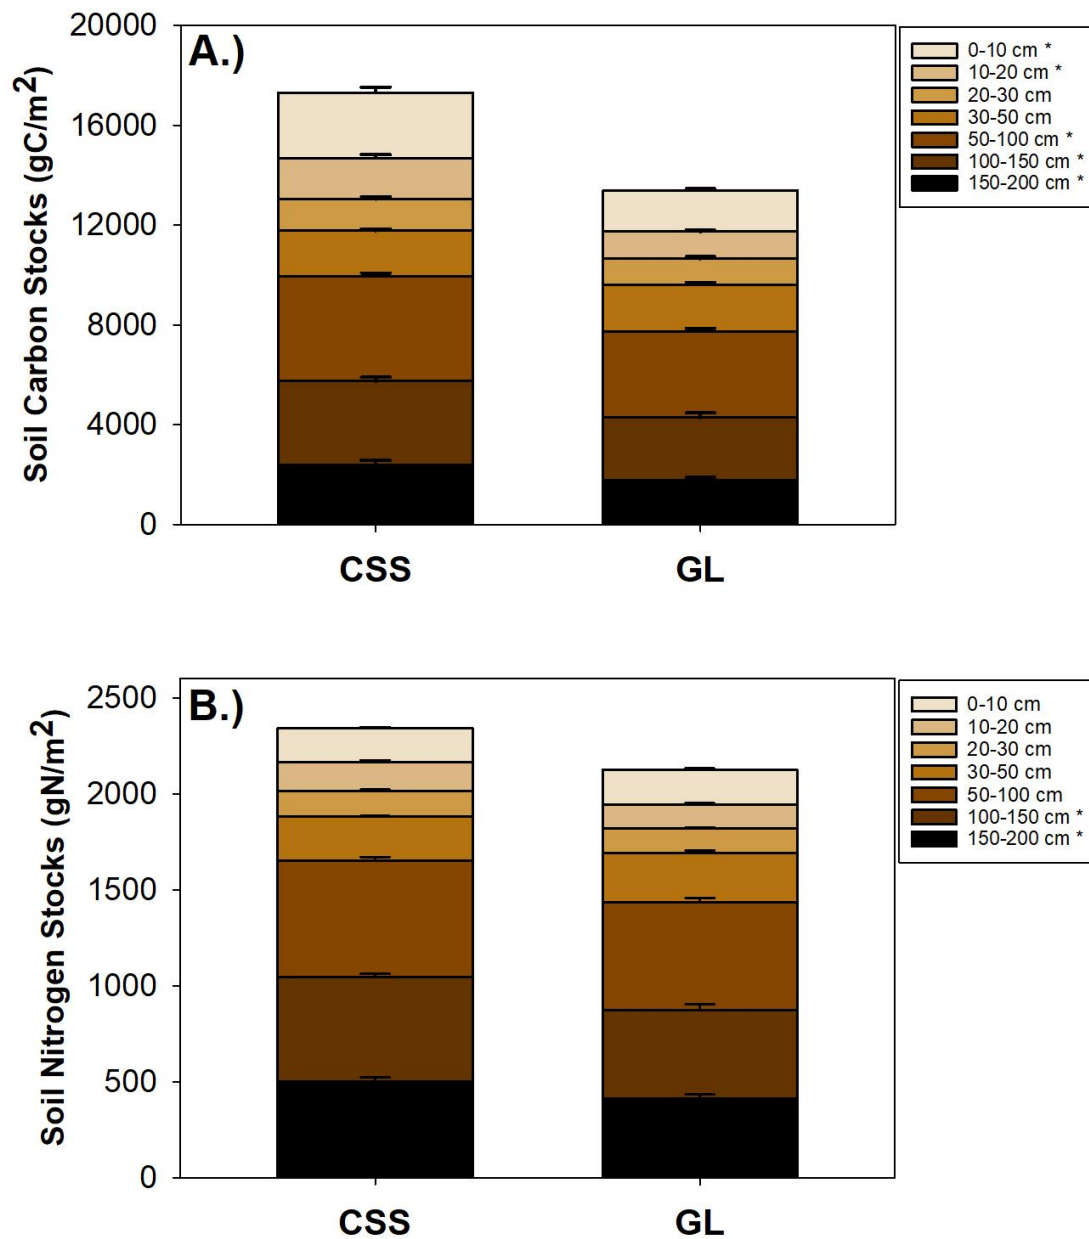 A.)
Soil Carbon Stocks (gC/m²)
20000
16000
12000
8000
4000
0
CSS GL
0-10 cm *
10-20 cm *
20-30 cm
30-50 cm
50-100 cm *
100-150 cm *
150-200 cm *
B.)
Soil Nitrogen Stocks (gN/m²)
2500
2000
1500
1000
500
0
CSS GL
0-10 cm
10-20 cm
20-30 cm
30-50 cm
50-100 cm
100-150 cm *
150-200 cm *